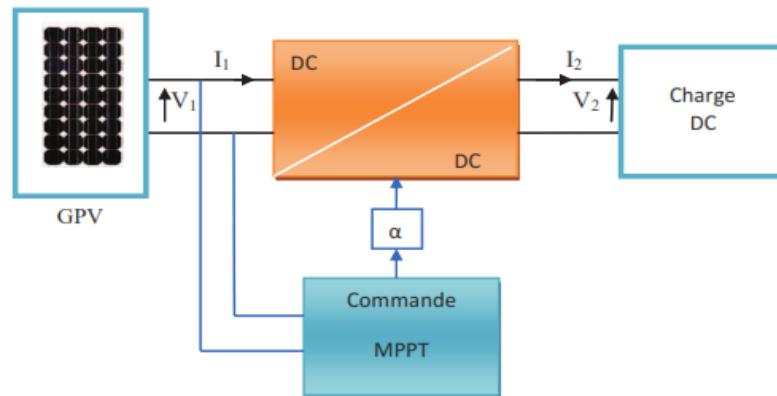 I₁
DC
I₂
V₁
V₂
Charge
DC
DC
GPV
α
Commande
MPPT